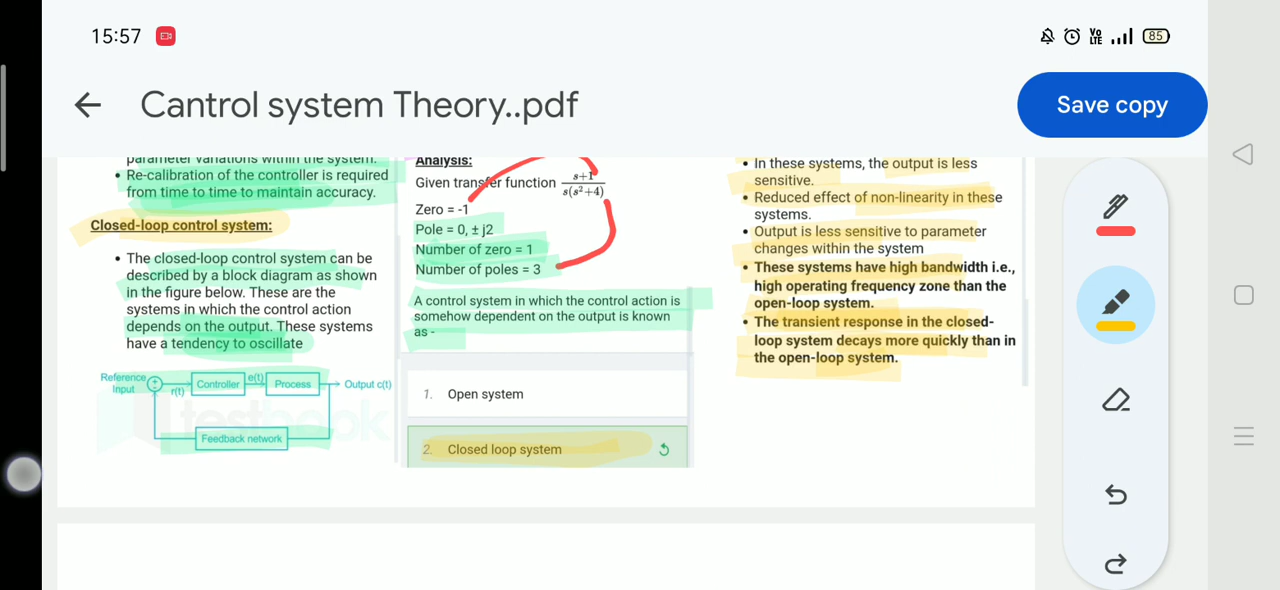 15:57
VO LTE
85
Cantrol system Theory..pdf
Save copy
parameter variations within the system.
• Re-calibration of the controller is required
from time to time to maintain accuracy.
Closed-loop control system:
• The closed-loop control system can be
described by a block diagram as shown
in the figure below. These are the
systems in which the control action
depends on the output. These systems
have a tendency to oscillate
Reference
Input
r(t)
Controller
e(t)
Process
Output c(t)
Feedback network
testbook
Analysis:
Given transfer function \frac{s+1}{s(s²+4)}
Zero = -1
Pole = 0, ± j2
Number of zero = 1
Number of poles = 3
A control system in which the control action is
somehow dependent on the output is known
as -
1. Open system
2. Closed loop system
• In these systems, the output is less
sensitive.
• Reduced effect of non-linearity in these
systems.
• Output is less sensitive to parameter
changes within the system
• These systems have high bandwidth i.e.,
high operating frequency zone than the
open-loop system.
• The transient response in the closed-
loop system decays more quickly than in
the open-loop system.